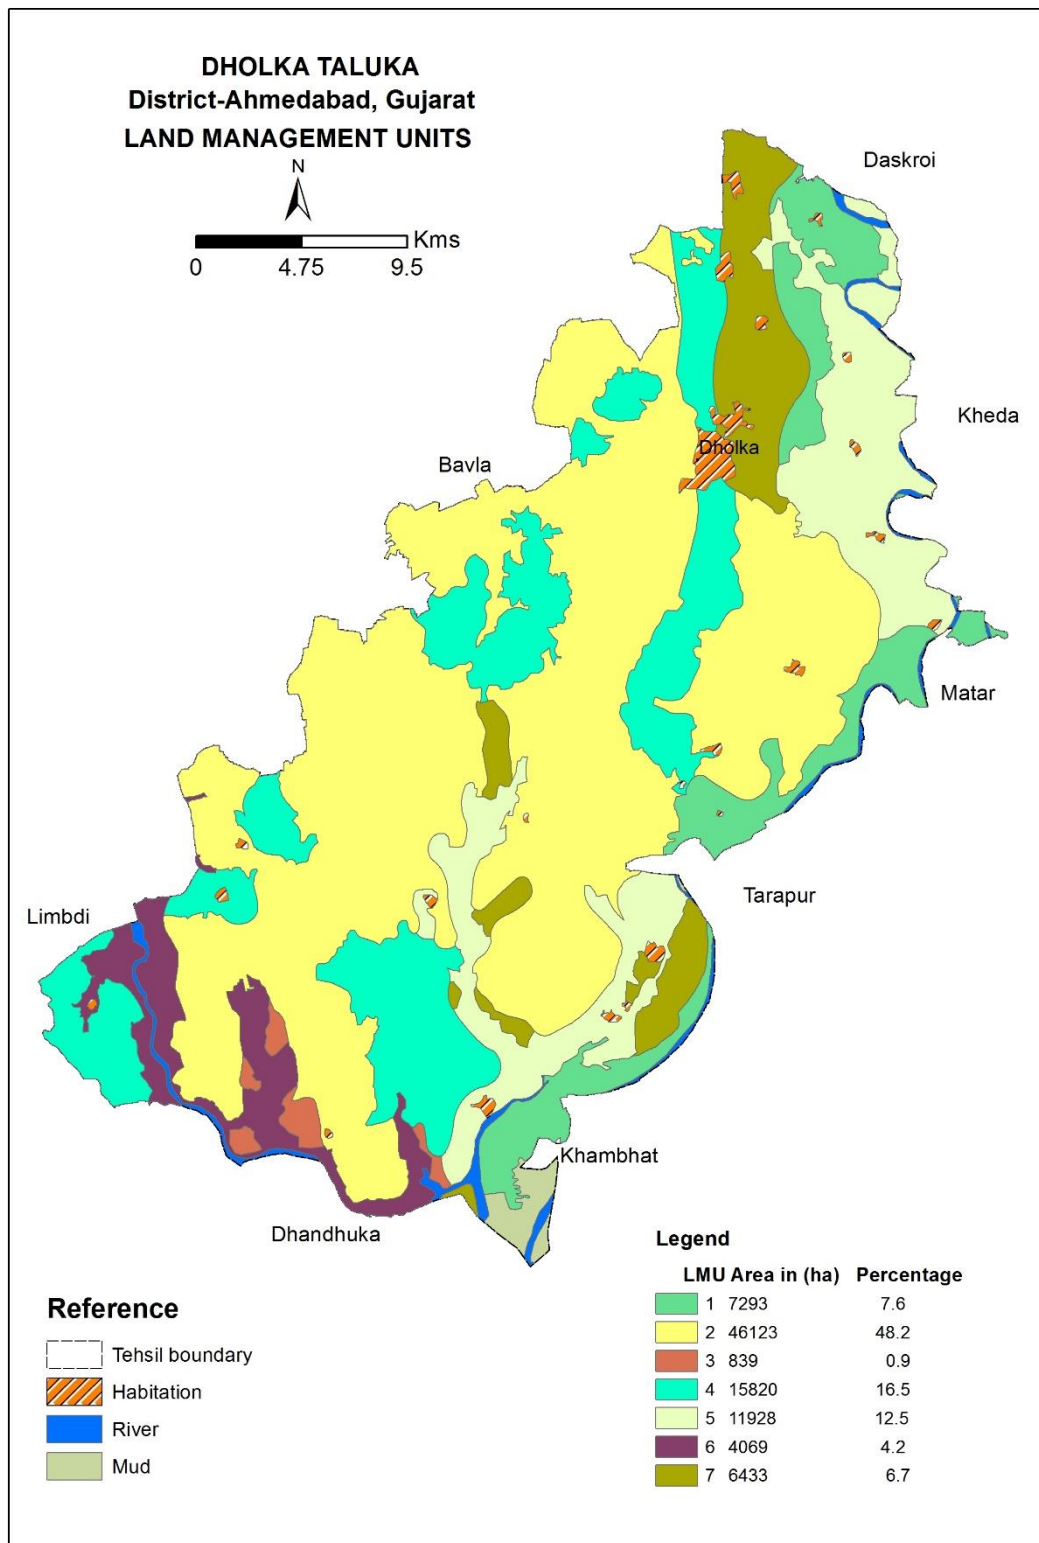 DHOLKA TALUKA
District-Ahmedabad, Gujarat
LAND MANAGEMENT UNITS
N
Kms
0 4.75 9.5
Daskroi
Kheda
Dholka
Bavla
Matar
Tarapur
Limbdi
Khambhat
Dhandhuka
Legend
LMU Area in (ha) Percentage
1 7293 7.6
2 46123 48.2
3 839 0.9
4 15820 16.5
5 11928 12.5
6 4069 4.2
7 6433 6.7
Reference
Tehsil boundary
Habitation
River
Mud